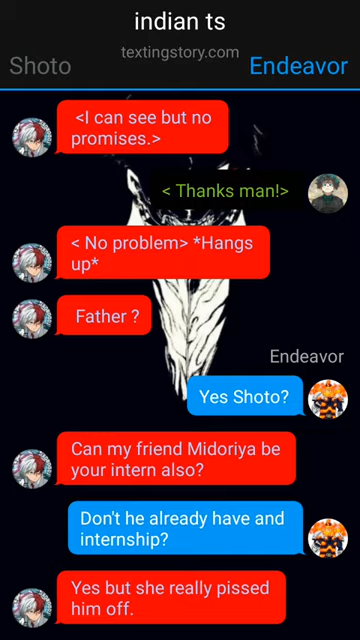 indian ts
textingstory.com
Shoto
Endeavor
<I can see but no
promises.>
< Thanks man!>
< No problem> *Hangs
up*
Father ?
Endeavor
Yes Shoto?
Can my friend Midoriya be
your intern also?
Don't he already have and
internship?
Yes but she really pissed
him off.